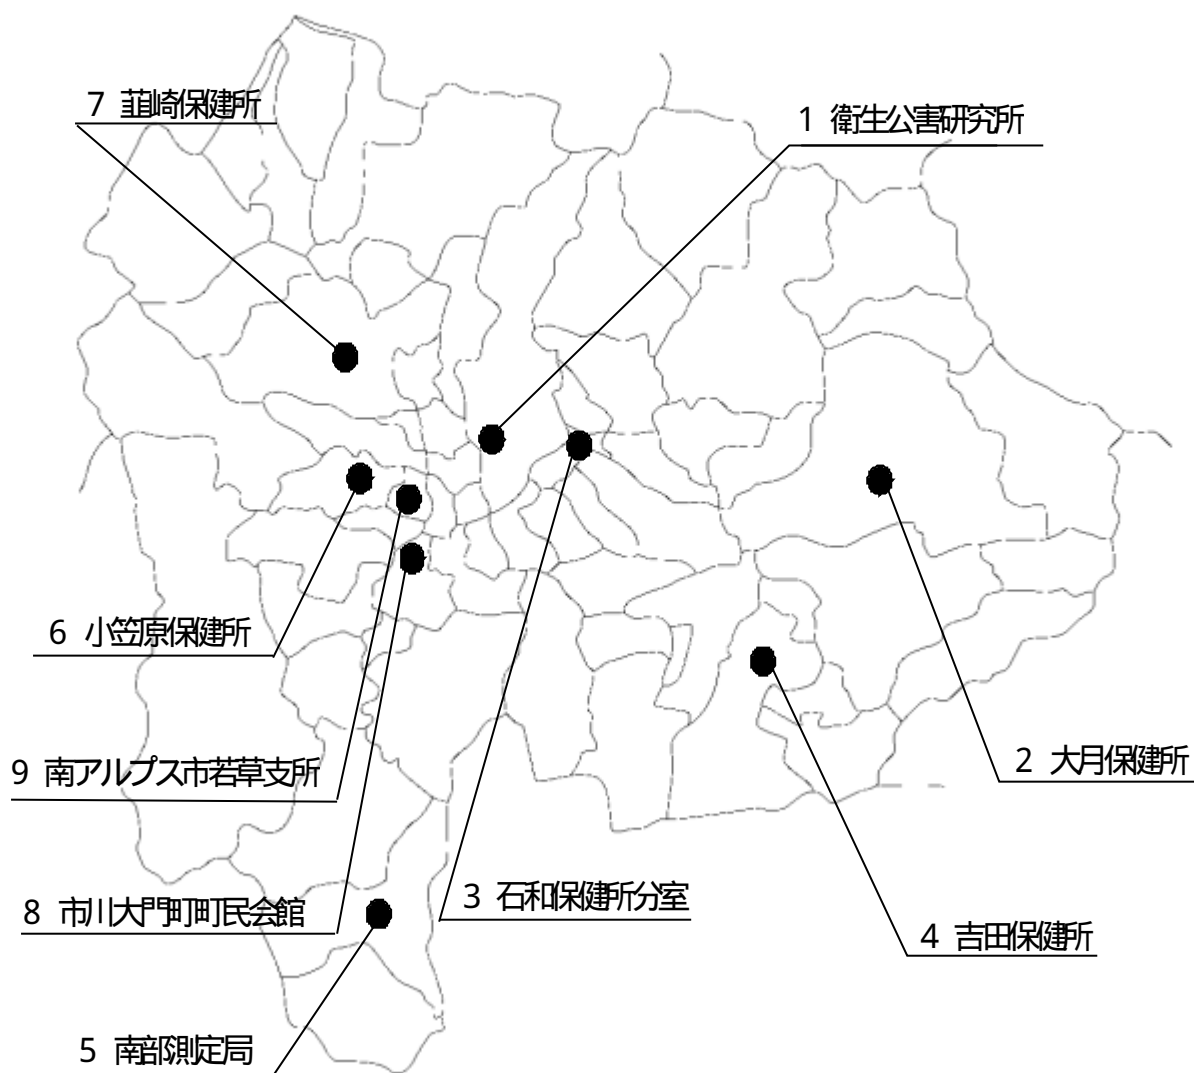 7 韮崎保健所
1 衛生公害研究所
6 小笠原保健所
2 大月保健所
9 南アルプス市若草支所
3 石和保健所分室
8 市川大門町町民会館
4 吉田保健所
5 南部測定局